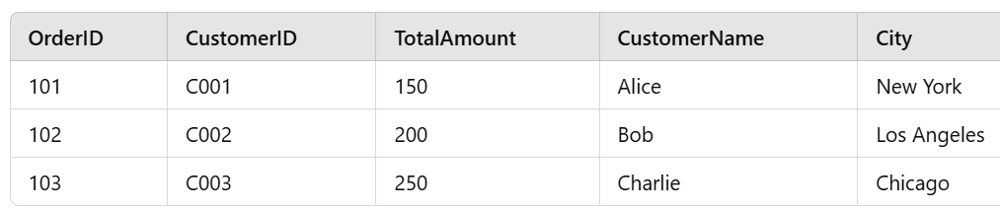 OrderID CustomerID TotalAmount CustomerName City
101 C001 150 Alice New York
102 C002 200 Bob Los Angeles
103 C003 250 Charlie Chicago